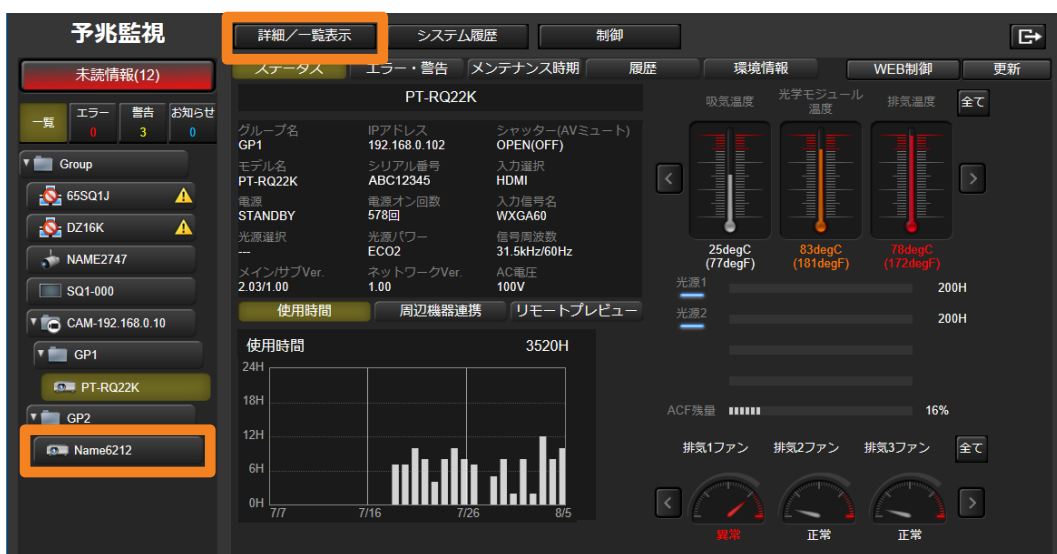 予兆監視
詳細／一覧表示
システム履歴
制御
未読情報(12)
一覧
エラー
0
警告
3
お知らせ
0
Group
65SQ1J
DZ16K
NAME2747
SQ1-000
CAM-192.168.0.10
GP1
PT-RQ22K
GP2
Name6212
ステータス
エラー・警告
メンテナンス時期
履歴
環境情報
WEB制御
更新
PT-RQ22K
グループ名
GP1
IPアドレス
192.168.0.102
シャッター(AVミュート)
OPEN(OFF)
モデル名
PT-RQ22K
シリアル番号
ABC12345
入力選択
HDMI
電源
STANDBY
電源オン回数
578回
入力信号名
WXGA60
光源選択
---
光源パワー
ECO2
信号周波数
31.5kHz/60Hz
メイン/サブVer.
2.03/1.00
ネットワークVer.
1.00
AC電圧
100V
使用時間
周辺機器連携
リモートプレビュー
使用時間
3520H
24H
18H
12H
6H
0H
7/7
7/16
7/26
8/5
吸気温度
光学モジュール
温度
排気温度
全て
25degC
(77degF)
83degC
(181degF)
78degC
(172degF)
光源1
200H
光源2
200H
ACF残量
16%
排気1ファン
排気2ファン
排気3ファン
全て
異常
正常
正常